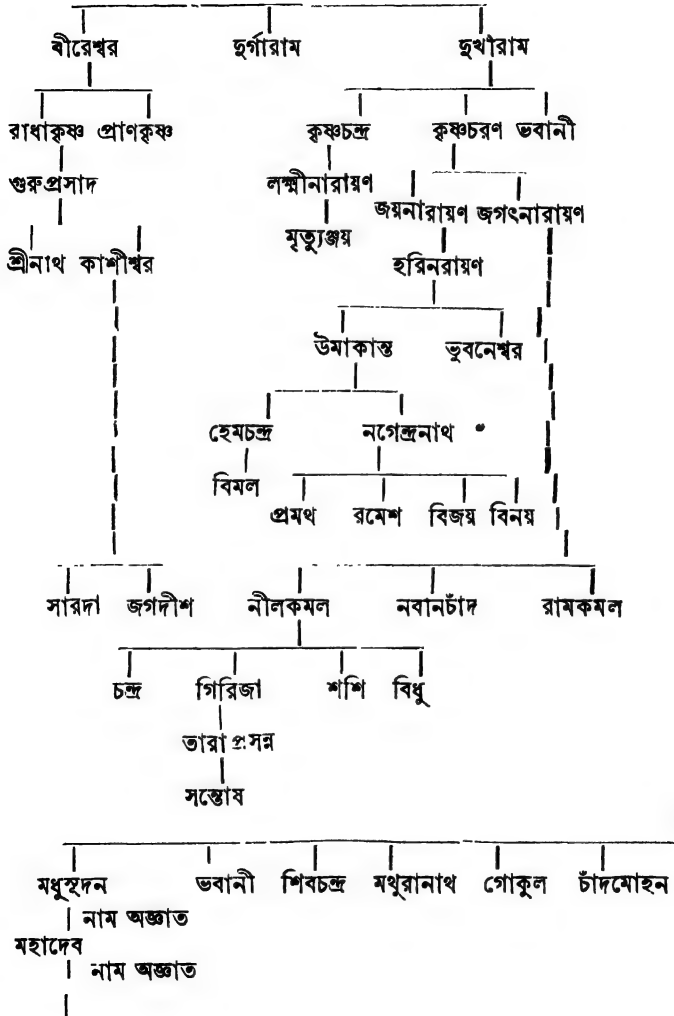 বীরেশ্বর দুর্গারাম দুখীরাম
রাধাকৃষ্ণ প্রাণকৃষ্ণ কৃষ্ণচন্দ্র কৃষ্ণচরণ ভবানী
গুরুপ্রসাদ লক্ষ্মীনারায়ণ
জয়নারায়ণ জগৎনারায়ণ
মৃত্যুঞ্জয়
শ্রীনাথ কাশীশ্বর হরিনরায়ণ
উমাকান্ত ভুবনেশ্বর
হেমচন্দ্র নগেন্দ্রনাথ
বিমল
প্রমথ রমেশ বিজয় বিনয়
সারদা জগদীশ নীলকমল নবানচাঁদ রামকমল
চন্দ্র গিরিজা শশি বিধু
তারাপ্রসন্ন
সন্তোষ
মধুসূদন ভবানী শিবচন্দ্র মথুরানাথ গোকুল চাঁদমোহন
নাম অজ্ঞাত
মহাদেব
নাম অজ্ঞাত